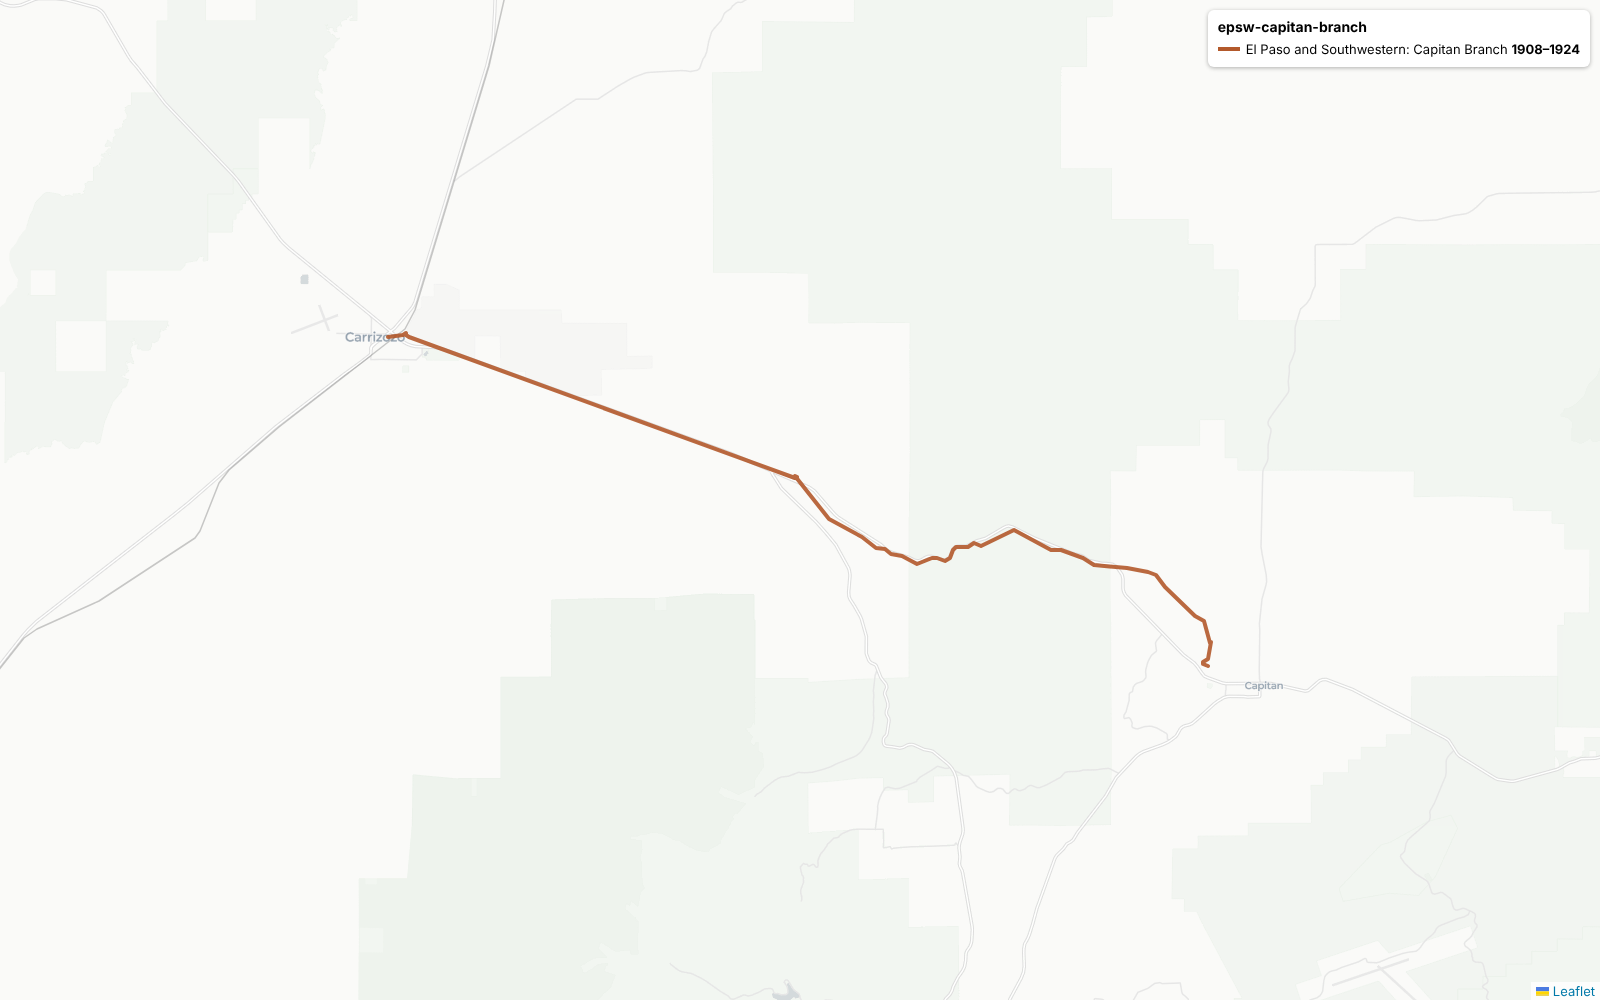 epsw-capitan-branch
El Paso and Southwestern: Capitan Branch 1908–1924
Carrizozo
Capitan
Leaflet